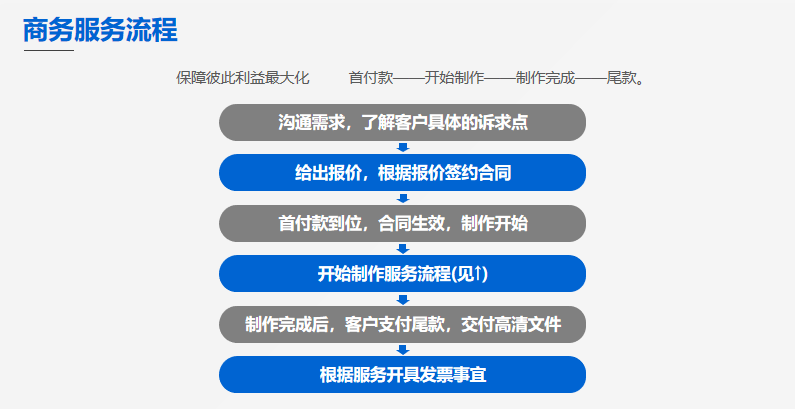 商务服务流程
保障彼此利益最大化 首付款——开始制作——制作完成——尾款。
沟通需求，了解客户具体的诉求点
给出报价，根据报价签约合同
首付款到位，合同生效，制作开始
开始制作服务流程(见↑)
制作完成后，客户支付尾款，交付高清文件
根据服务开具发票事宜